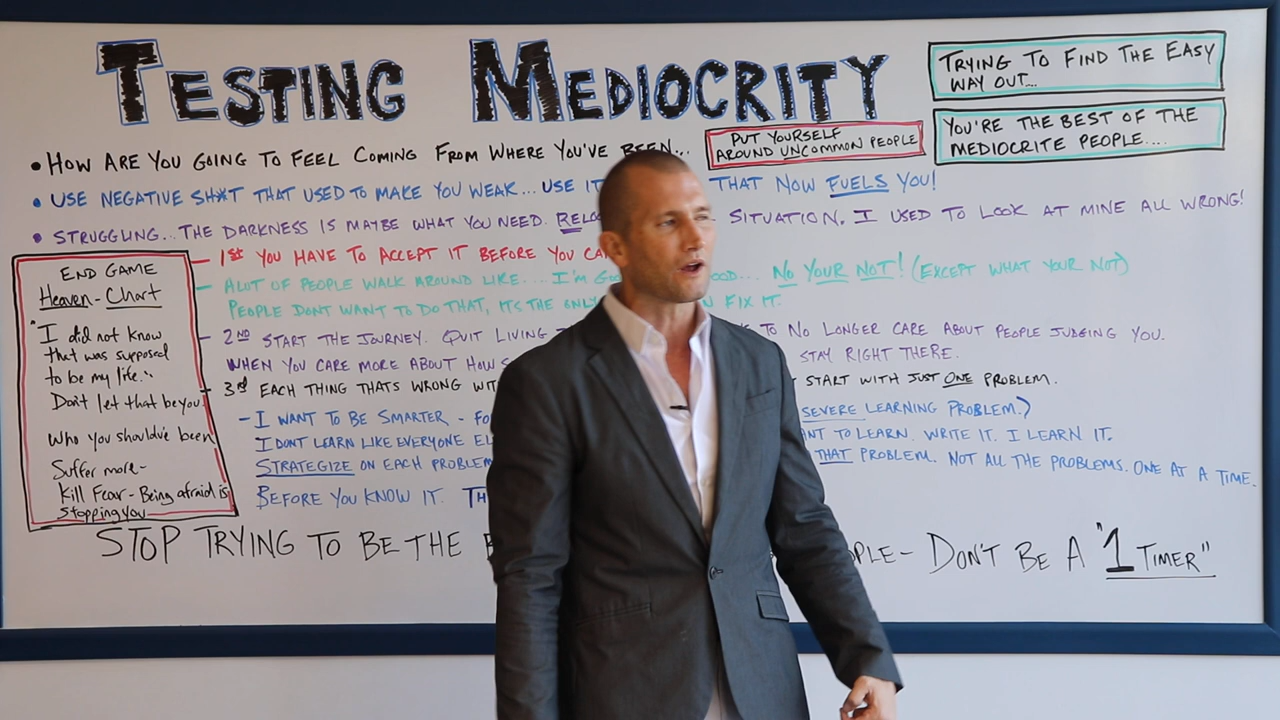 TESTING MEDIOCRITY
TRYING TO FIND THE EASY
WAY OUT...
YOU'RE THE BEST OF THE
MEDIOCRITE PEOPLE....
PUT YOURSELF
AROUND UNCOMMON PEOPLE
• HOW ARE YOU GOING TO FEEL COMING FROM WHERE YOU'VE BEEN...
• USE NEGATIVE SH*T THAT USED TO MAKE YOU WEAK... USE IT THAT NOW FUELS YOU!
• STRUGGLING... THE DARKNESS IS MAYBE WHAT YOU NEED. SITUATION. I USED TO LOOK AT MINE ALL WRONG!
END GAME
Heaven - Chart
"I did not know
that was supposed
to be my life."
Don't let that be you.
Who you should've been
Suffer more -
Kill Fear - Being afraid is
stopping you
- 1st YOU HAVE TO ACCEPT IT BEFORE YOU
- ALOT OF PEOPLE WALK AROUND LIKE.... I'M NO YOUR NOT! (EXCEPT WHAT YOUR NOT)
PEOPLE DONT WANT TO DO THAT, ITS THE ONLY FIX IT.
- 2ND START THE JOURNEY. QUIT LIVING TO NO LONGER CARE ABOUT PEOPLE JUDGING YOU.
WHEN YOU CARE MORE ABOUT HOW STAY RIGHT THERE.
- 3rd EACH THING THATS WRONG START WITH JUST ONE PROBLEM.
- I WANT TO BE SMARTER - SEVERE LEARNING PROBLEM.)
I DONT LEARN LIKE EVERYONE TO LEARN. WRITE IT. I LEARN IT.
STRATEGIZE ON EACH PROBLEM THAT PROBLEM. NOT ALL THE PROBLEMS. ONE AT A TIME.
BEFORE YOU KNOW IT.
STOP TRYING TO BE THE - DON'T BE A "1 TIMER"